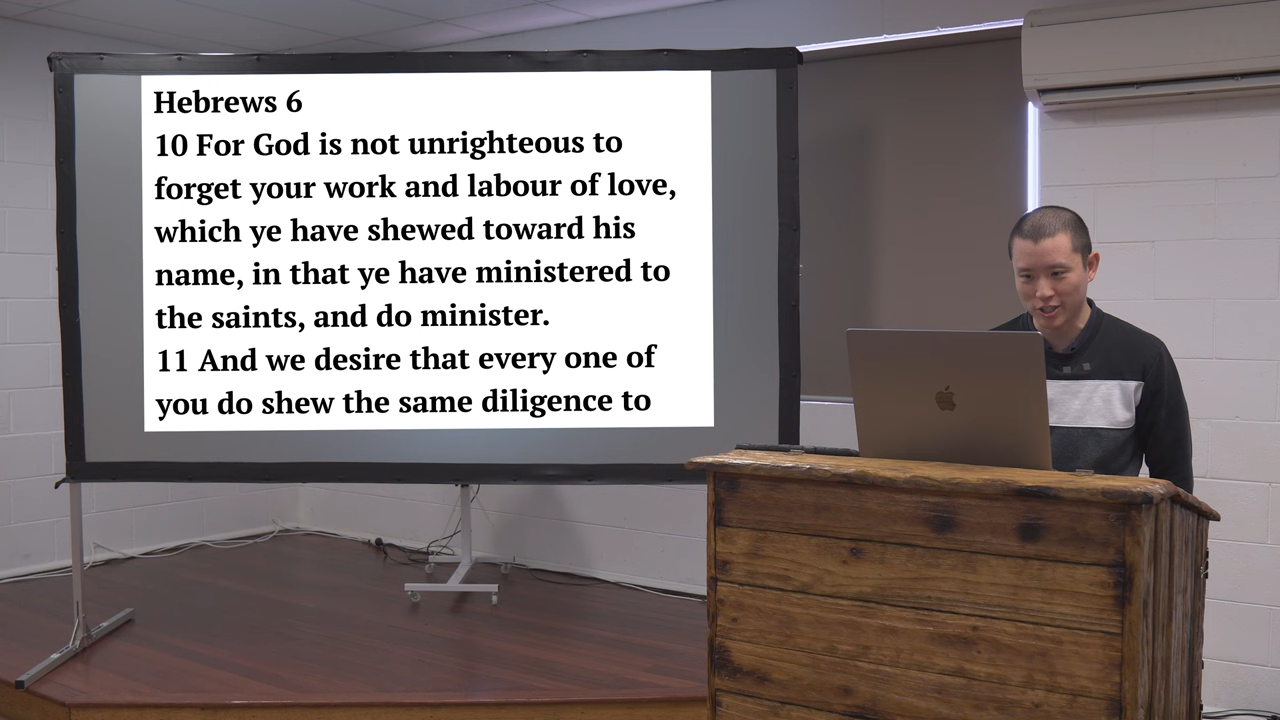 Hebrews 6
10 For God is not unrighteous to
forget your work and labour of love,
which ye have shewed toward his
name, in that ye have ministered to
the saints, and do minister.
11 And we desire that every one of
you do shew the same diligence to